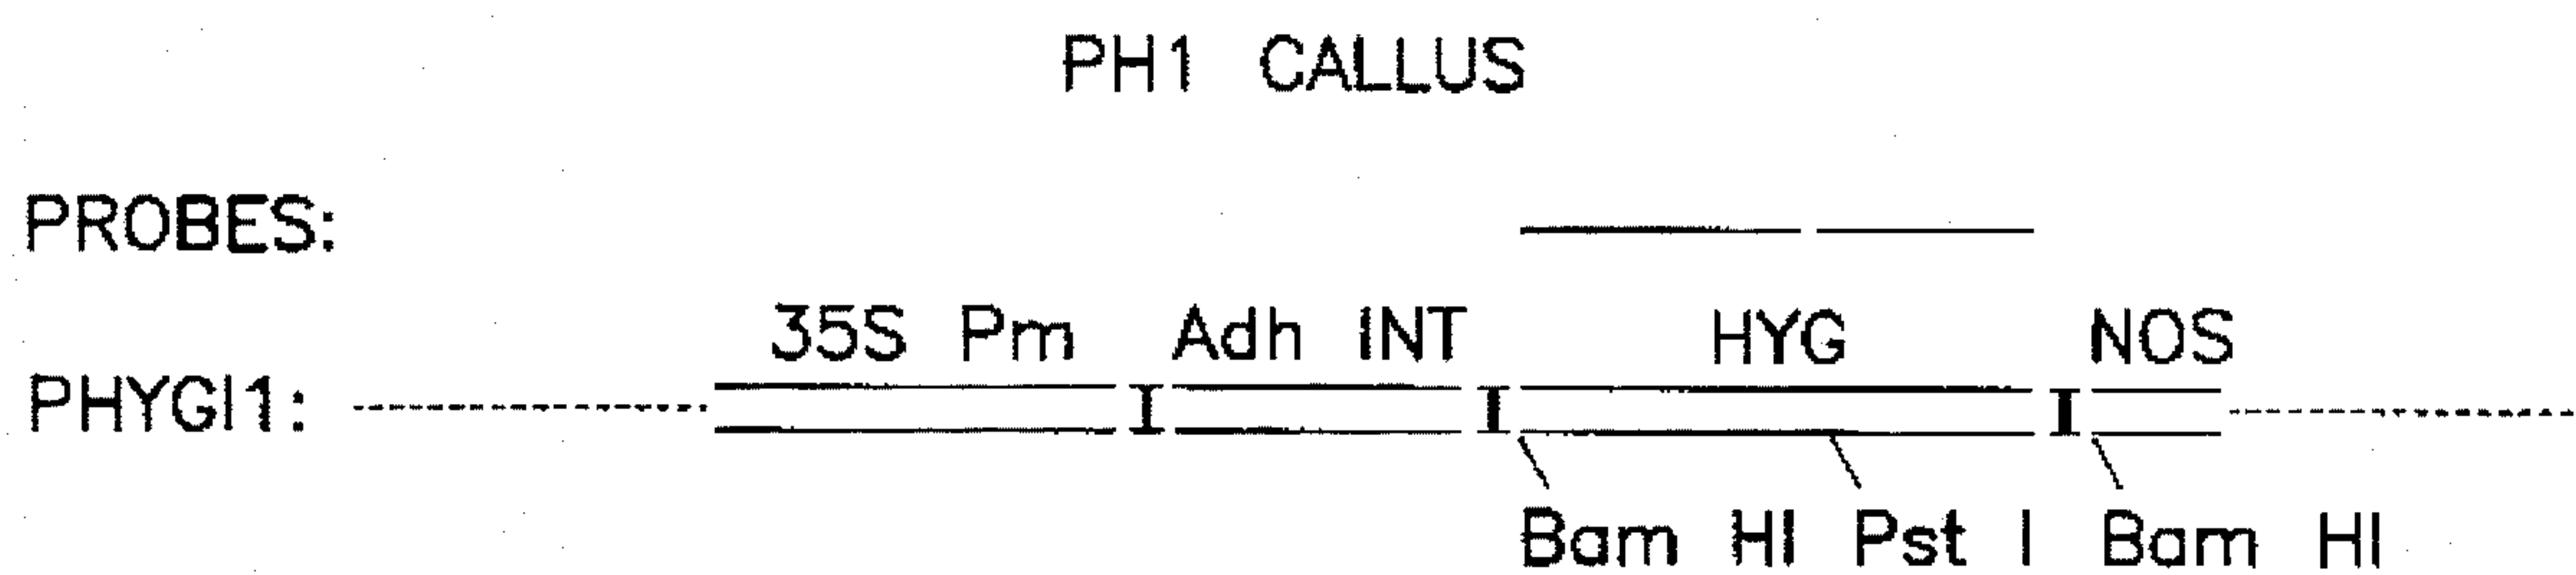 PH1 CALLUS
PROBES:
35S Pm Adh INT HYG NOS
PHYGI1:
Bam HI Pst I Bam HI